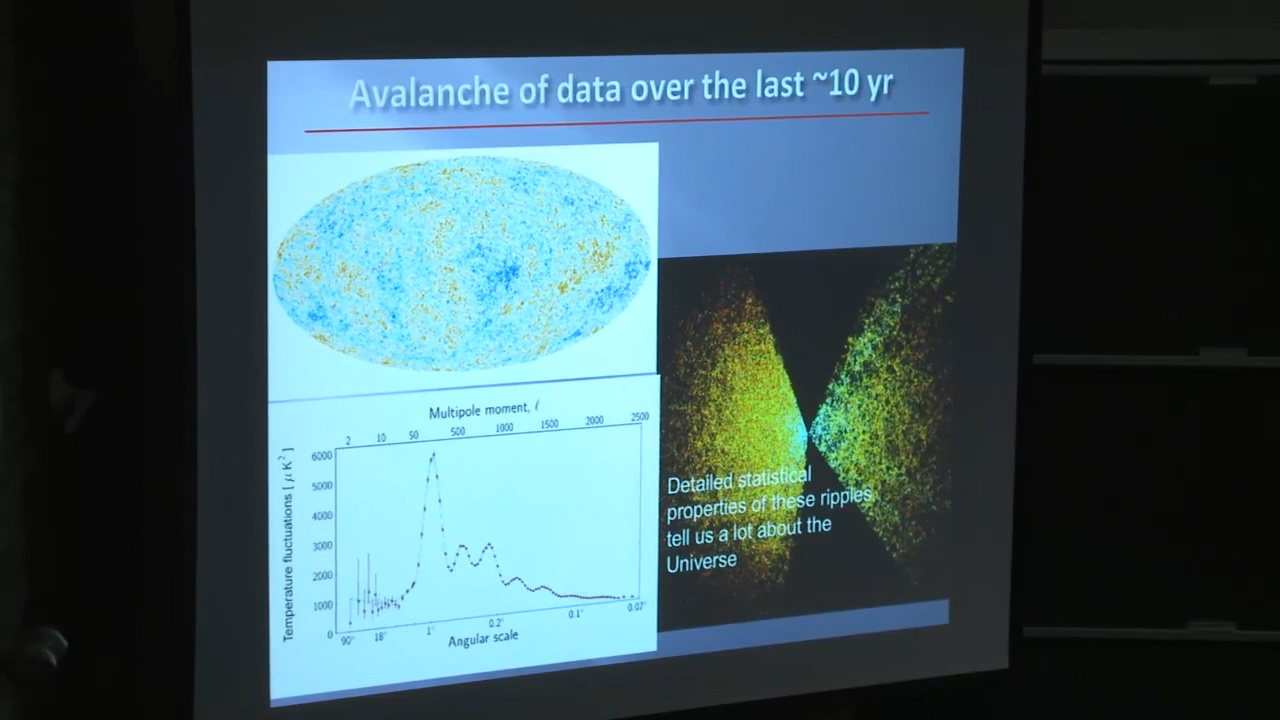 Avalanche of data over the last ~10 yr
Multipole moment, ℓ
2 10 50 500 1000 1500 2000 2500
Temperature fluctuations [ μ K² ]
6000
5000
4000
3000
2000
1000
0
90° 18° 1° 0.2° 0.1° 0.07°
Angular scale
Detailed statistical
properties of these ripples
tell us a lot about the
Universe